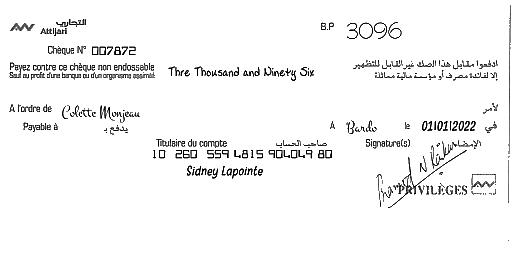 التجاري
Attijari
B.P 3096
Chèque N° 007872
Payez contre ce chèque non endossable
Sauf au profit d'une banque ou d'un organisme assimilé
Thre Thousand and Ninety Six
ادفعوا مقابل هذا الصك غير القابل للتظهير
إلا لفائدة مصرف أو مؤسسة مالية مماثلة
A l'ordre de Colette Monjeau
لأمر
Payable à يدفع بـ
A Bardo le 01/01/2022 في
Titulaire du compte صاحب الحساب
Signature(s) الإمضاء
10 260 559 4815 904049 80
Sidney Lapointe
PRIVILÈGES